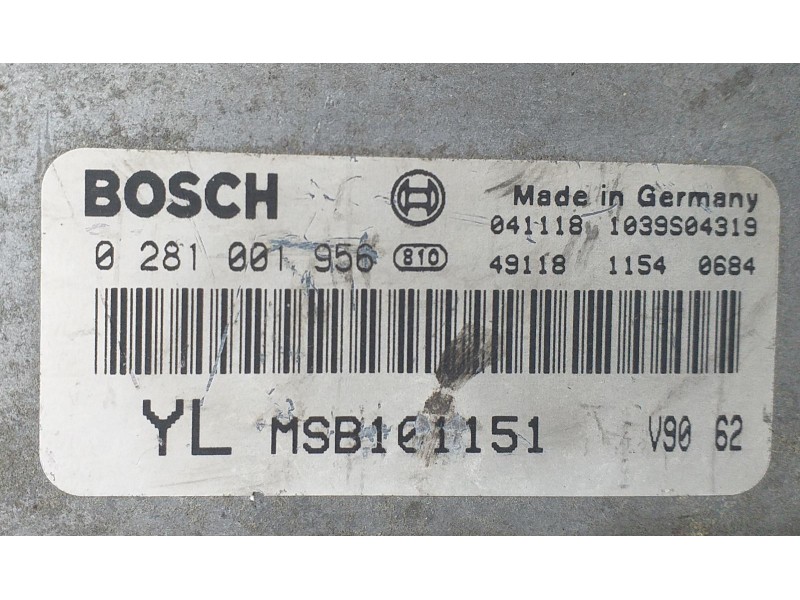 BOSCH Made in Germany
041118 1039S04319
0 281 001 956 810 49118 1154 0684
YL MSB101151 V90 62